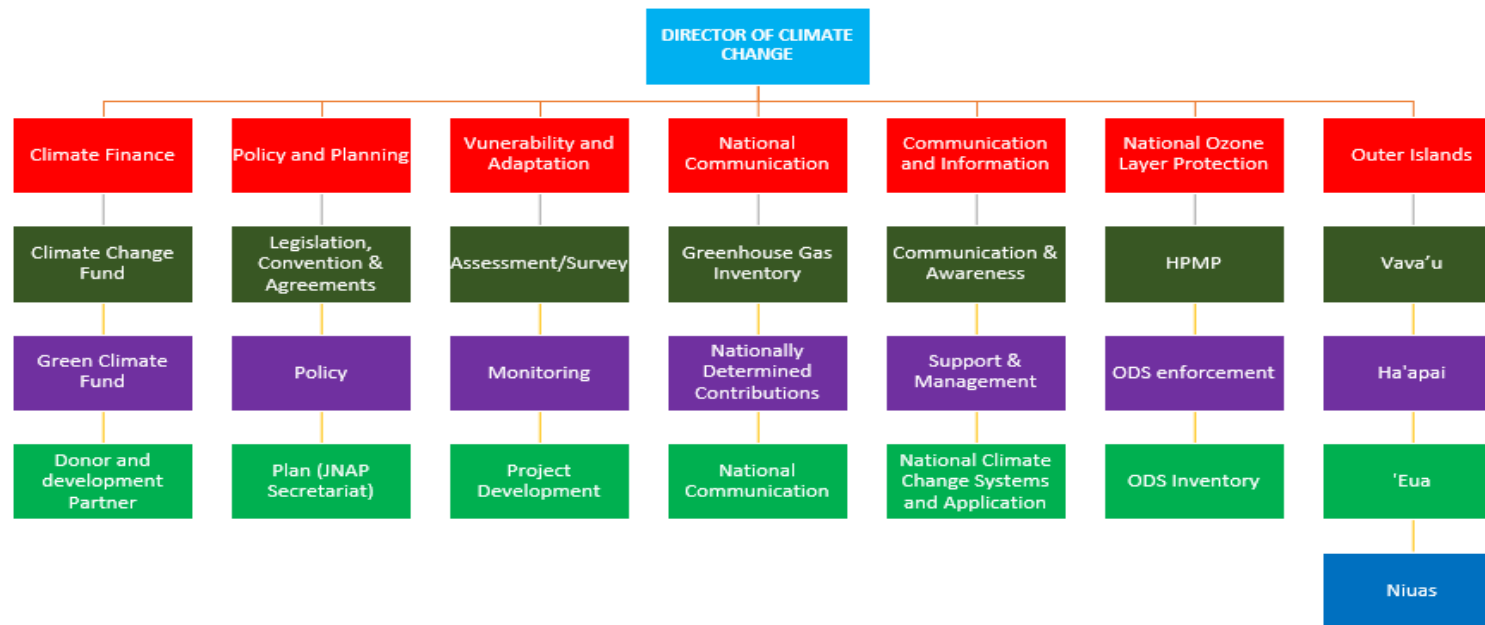 DIRECTOR OF CLIMATE
CHANGE
Climate Finance
Policy and Planning
Vunerability and
Adaptation
National
Communication
Communication
and Information
National Ozone
Layer Protection
Outer Islands
Climate Change
Fund
Legislation,
Convention &
Agreements
Assessment/Survey
Greenhouse Gas
Inventory
Communication &
Awareness
HPMP
Vava’u
Green Climate
Fund
Policy
Monitoring
Nationally
Determined
Contributions
Support &
Management
ODS enforcement
Ha'apai
Donor and
development
Partner
Plan (JNAP
Secretariat)
Project
Development
National
Communication
National Climate
Change Systems
and Application
ODS Inventory
'Eua
Niuas